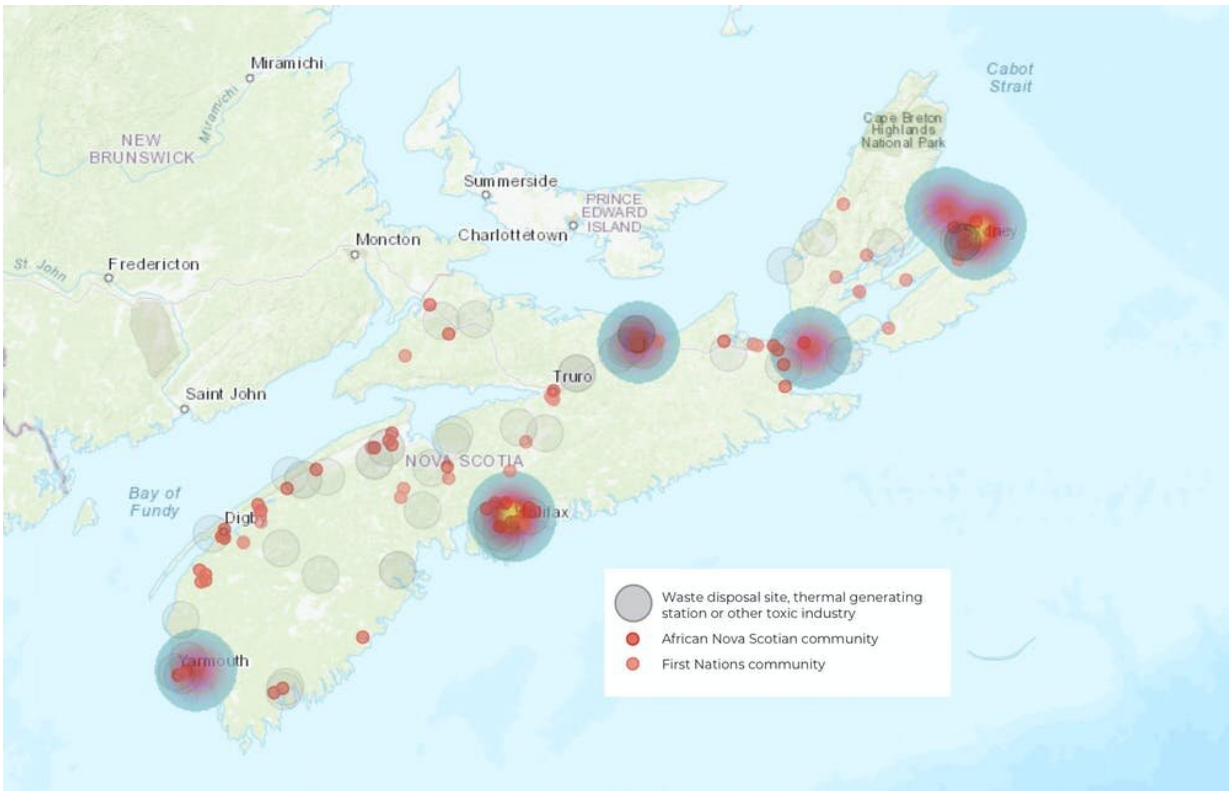 Miramichi
Miramichi
NEW
BRUNSWICK
Cabot
Strait
Cape Breton
Highlands
National Park
Summerside
PRINCE
EDWARD
ISLAND
Charlottetown
Moncton
St. John
Fredericton
Truro
Saint John
NOVA SCOTIA
Bay of
Fundy
Digby
Yarmouth
Waste disposal site, thermal generating
station or other toxic industry
African Nova Scotian community
First Nations community